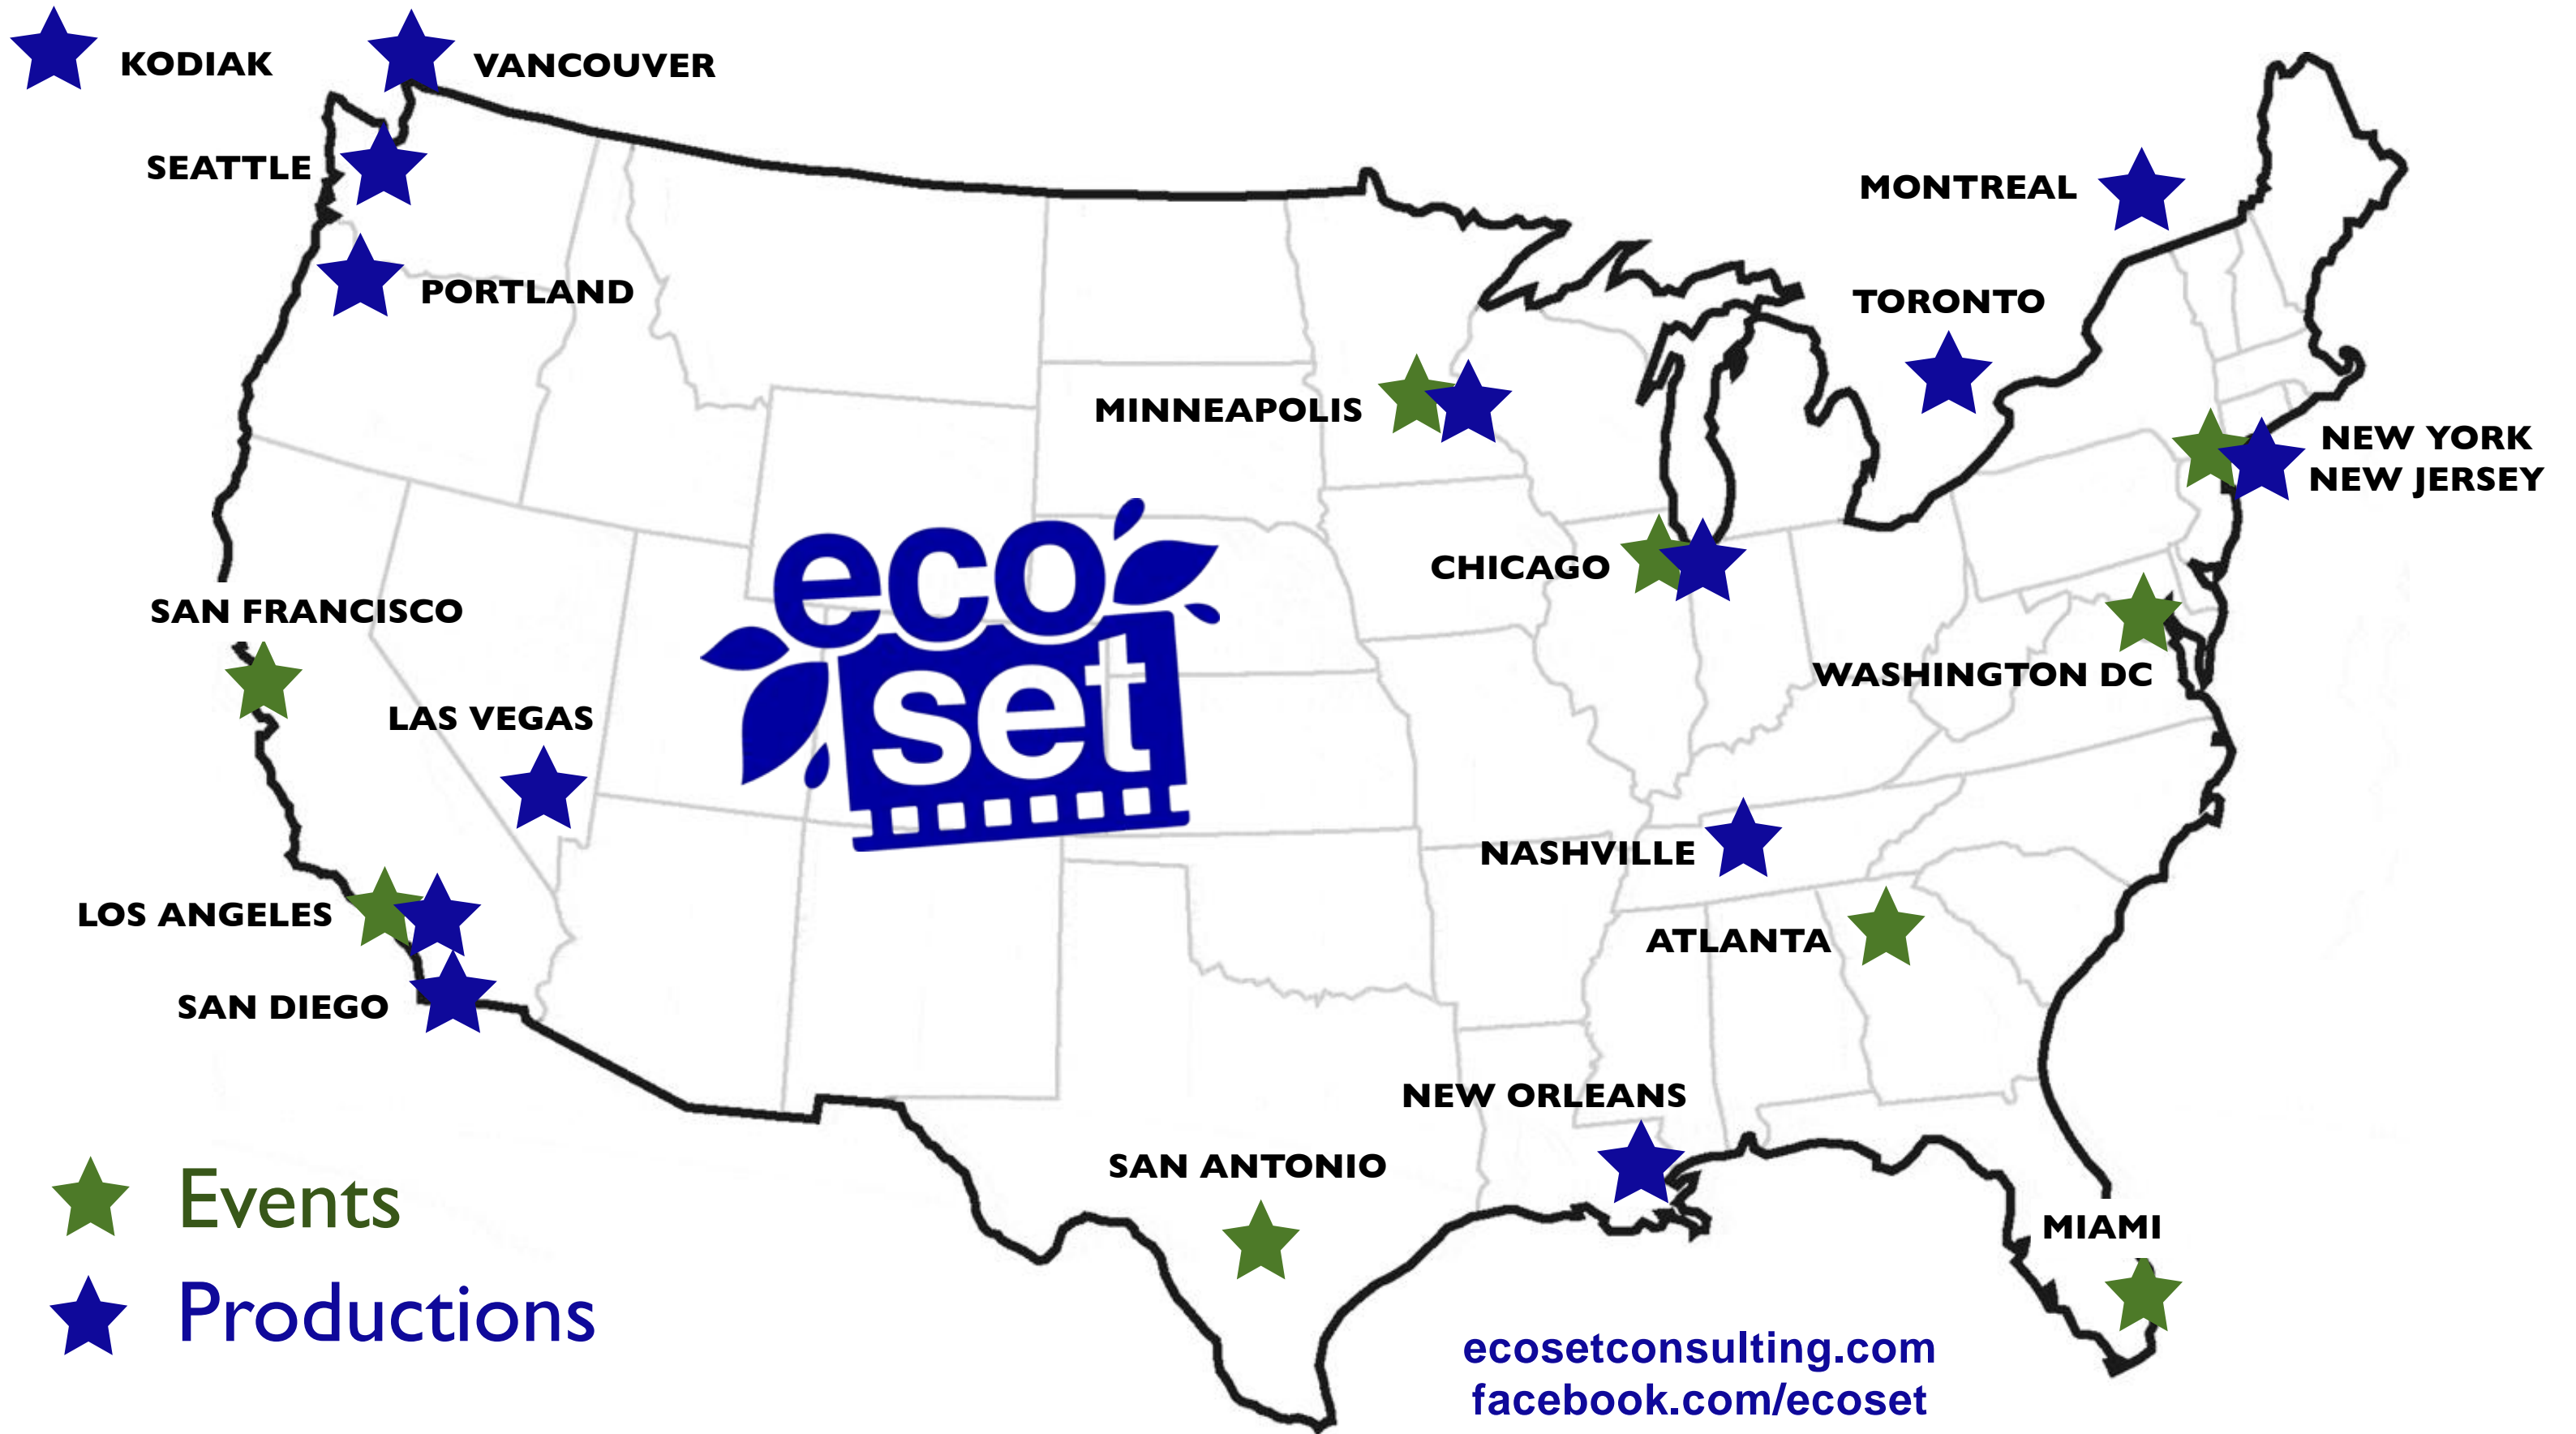 KODIAK
VANCOUVER
SEATTLE
MONTREAL
PORTLAND
TORONTO
MINNEAPOLIS
NEW YORK
NEW JERSEY
CHICAGO
eco
set
SAN FRANCISCO
WASHINGTON DC
LAS VEGAS
NASHVILLE
LOS ANGELES
ATLANTA
SAN DIEGO
NEW ORLEANS
SAN ANTONIO
Events
MIAMI
Productions
ecosetconsulting.com
facebook.com/ecoset